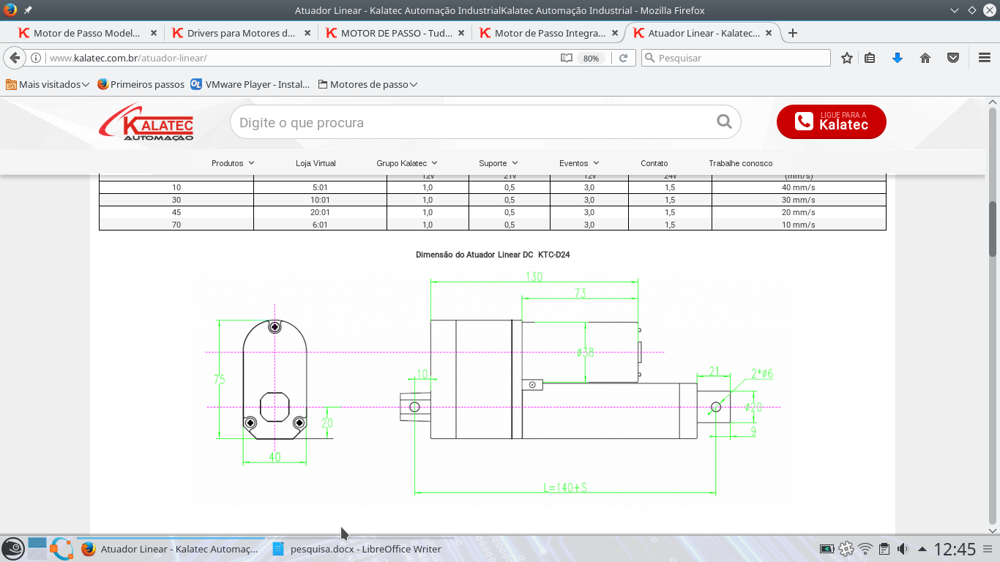 Atuador Linear - Kalatec Automação IndustrialKalatec Automação Industrial - Mozilla Firefox
Motor de Passo Model... Drivers para Motores d... MOTOR DE PASSO - Tud... Motor de Passo Integra... Atuador Linear - Kalatec...
www.kalatec.com.br/atuador-linear/ 80% Pesquisar
Mais visitados Primeiros passos VMware Player - Instal... Motores de passo
KALATEC
AUTOMAÇÃO
Digite o que procura
LIGUE PARA A
Kalatec
Produtos Loja Virtual Grupo Kalatec Suporte Eventos Contato Trabalhe conosco
12v 21v 12v 24v (mm/s)
10 5:01 1,0 0,5 3,0 1,5 40 mm/s
30 10:01 1,0 0,5 3,0 1,5 30 mm/s
45 20:01 1,0 0,5 3,0 1,5 20 mm/s
70 6:01 1,0 0,5 3,0 1,5 10 mm/s
Dimensão do Atuador Linear DC KTC-D24
130
73
ø38
75
10
21
2*ø6
ø20
20
9
40
L=140+S
Atuador Linear - Kalatec Automaç... pesquisa.docx - LibreOffice Writer 12:45